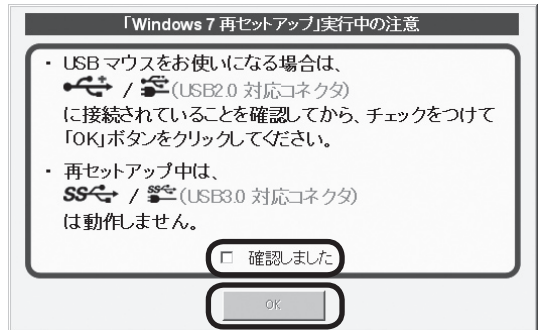 「Windows 7 再セットアップ」実行中の注意
・ USB マウスをお使いになる場合は、
/ (USB2.0 対応コネクタ)
に接続されていることを確認してから、チェックをつけて
「OK」ボタンをクリックしてください。
・ 再セットアップ中は、
SS / SS (USB3.0 対応コネクタ)
は動作しません。
□ 確認しました
OK